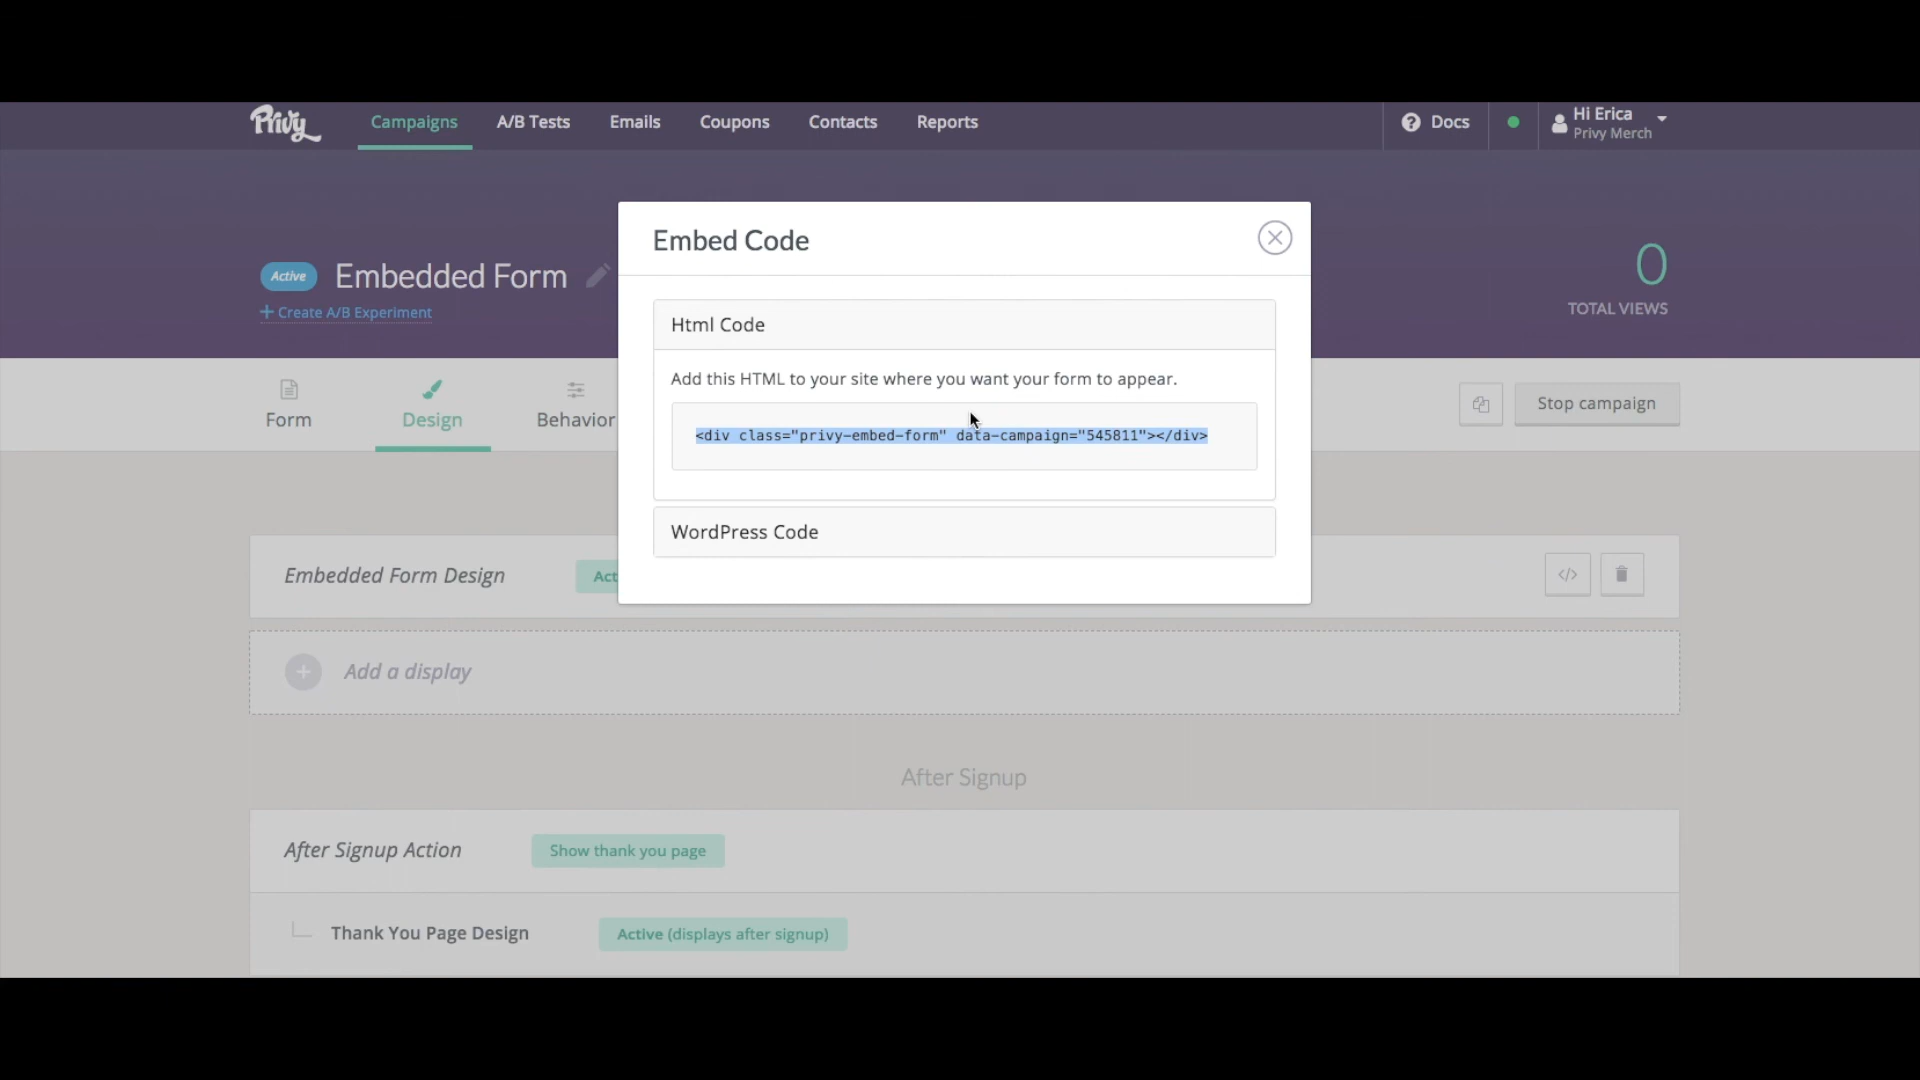 Privy
Campaigns
A/B Tests
Emails
Coupons
Contacts
Reports
Docs
Hi Erica
Privy Merch
Embed Code
Active
Embedded Form
+ Create A/B Experiment
0
TOTAL VIEWS
Html Code
Add this HTML to your site where you want your form to appear.
<div class="privy-embed-form" data-campaign="545811"></div>
WordPress Code
Form
Design
Behavior
Stop campaign
Embedded Form Design
Act
</>
Add a display
After Signup
After Signup Action
Show thank you page
Thank You Page Design
Active (displays after signup)